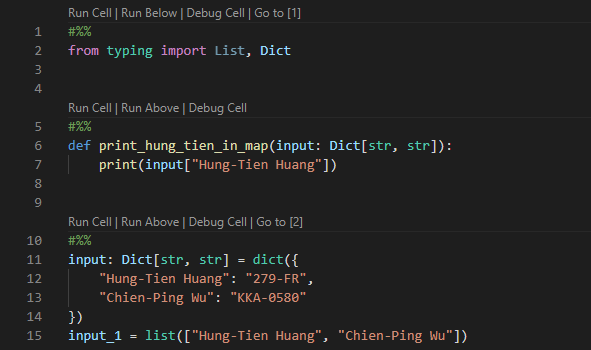 Run Cell | Run Below | Debug Cell | Go to [1]
1 #%%
2 from typing import List, Dict
3
4
Run Cell | Run Above | Debug Cell
5 #%%
6 def print_hung_tien_in_map(input: Dict[str, str]):
7     print(input["Hung-Tien Huang"])
8
9
Run Cell | Run Above | Debug Cell | Go to [2]
10 #%%
11 input: Dict[str, str] = dict({
12     "Hung-Tien Huang": "279-FR",
13     "Chien-Ping Wu": "KKA-0580"
14 })
15 input_1 = list(["Hung-Tien Huang", "Chien-Ping Wu"])